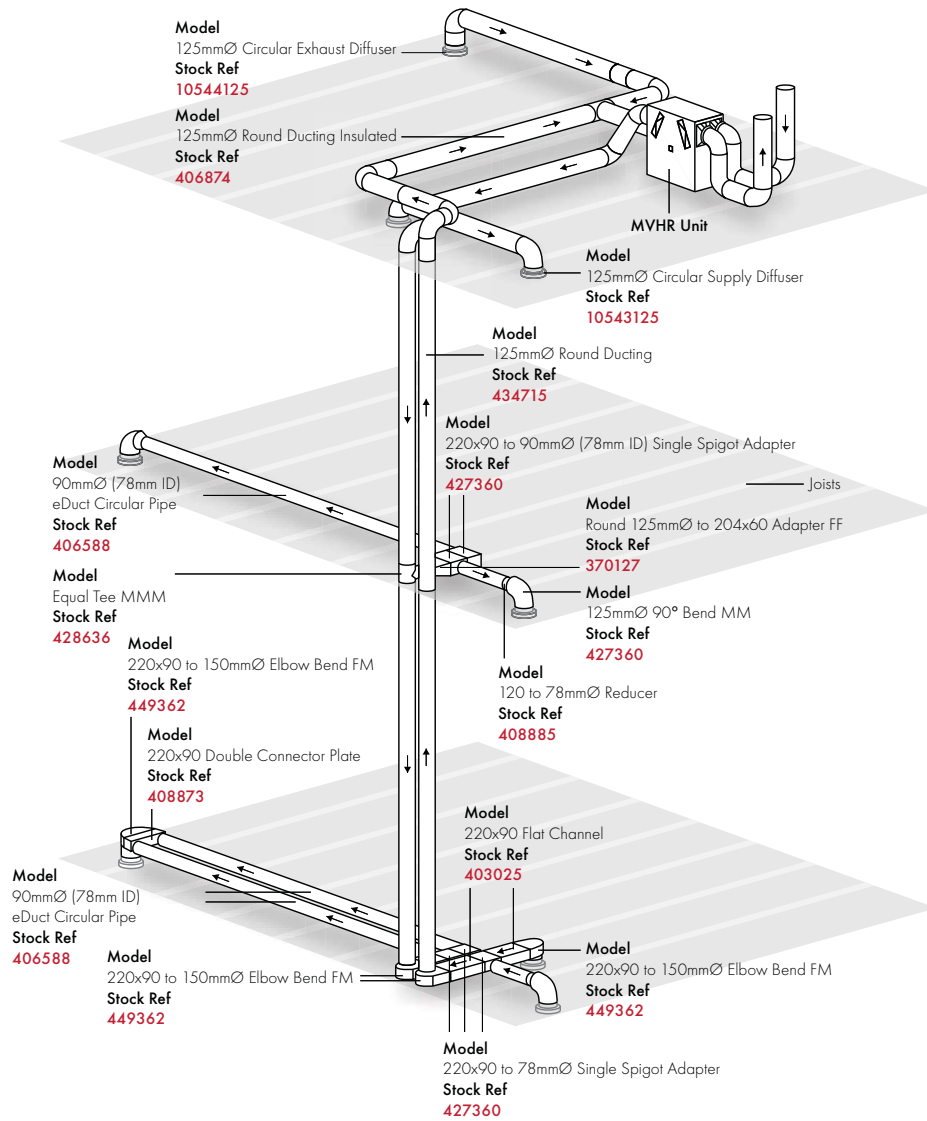 Model
125mmØ Circular Exhaust Diffuser
Stock Ref
10544125
Model
125mmØ Round Ducting Insulated
Stock Ref
406874
MVHR Unit
Model
125mmØ Circular Supply Diffuser
Stock Ref
10543125
Model
125mmØ Round Ducting
Stock Ref
434715
Model
220x90 to 90mmØ (78mm ID) Single Spigot Adapter
Stock Ref
427360
Model
90mmØ (78mm ID)
eDuct Circular Pipe
Stock Ref
406588
Joists
Model
Round 125mmØ to 204x60 Adapter FF
Stock Ref
370127
Model
Equal Tee MMM
Stock Ref
428636
Model
125mmØ 90° Bend MM
Stock Ref
427360
Model
220x90 to 150mmØ Elbow Bend FM
Stock Ref
449362
Model
120 to 78mmØ Reducer
Stock Ref
408885
Model
220x90 Double Connector Plate
Stock Ref
408873
Model
220x90 Flat Channel
Stock Ref
403025
Model
90mmØ (78mm ID)
eDuct Circular Pipe
Stock Ref
406588
Model
220x90 to 150mmØ Elbow Bend FM
Stock Ref
449362
Model
220x90 to 150mmØ Elbow Bend FM
Stock Ref
449362
Model
220x90 to 78mmØ Single Spigot Adapter
Stock Ref
427360